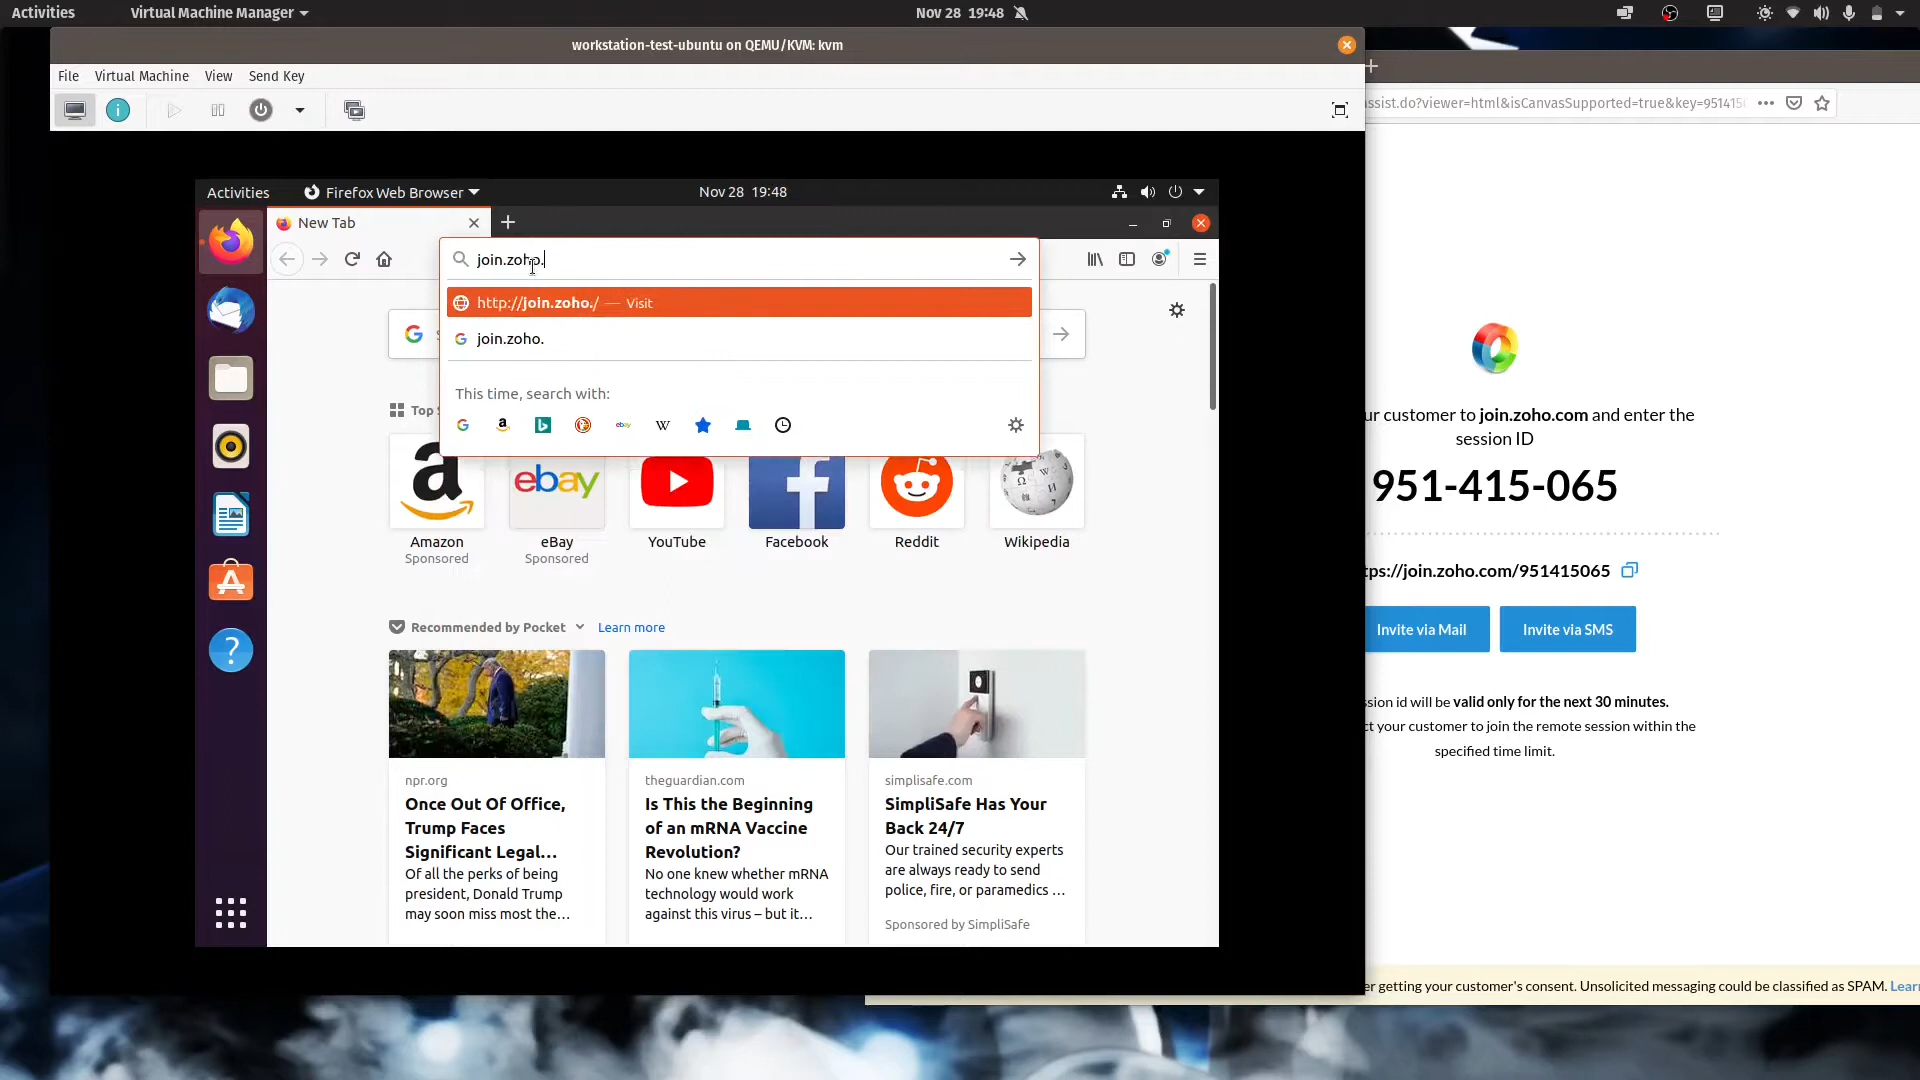 Activities
Virtual Machine Manager
Nov 28 19:48
workstation-test-ubuntu on QEMU/KVM: kvm
File Virtual Machine View Send Key
assist.do?viewer=html&isCanvasSupported=true&key=951415
Activities
Firefox Web Browser
Nov 28 19:48
New Tab
join.zoho.
http://join.zoho./ — Visit
join.zoho.
This time, search with:
Top
Amazon
Sponsored
eBay
Sponsored
YouTube
Facebook
Reddit
Wikipedia
Recommended by Pocket
Learn more
npr.org
Once Out Of Office,
Trump Faces
Significant Legal...
Of all the perks of being
president, Donald Trump
may soon miss most the...
theguardian.com
Is This the Beginning
of an mRNA Vaccine
Revolution?
No one knew whether mRNA
technology would work
against this virus – but it...
simplisafe.com
SimpliSafe Has Your
Back 24/7
Our trained security experts
are always ready to send
police, fire, or paramedics ...
Sponsored by SimpliSafe
ur customer to join.zoho.com and enter the
session ID
951-415-065
tps://join.zoho.com/951415065
Invite via Mail
Invite via SMS
ssion id will be valid only for the next 30 minutes.
ct your customer to join the remote session within the
specified time limit.
er getting your customer's consent. Unsolicited messaging could be classified as SPAM. Lear